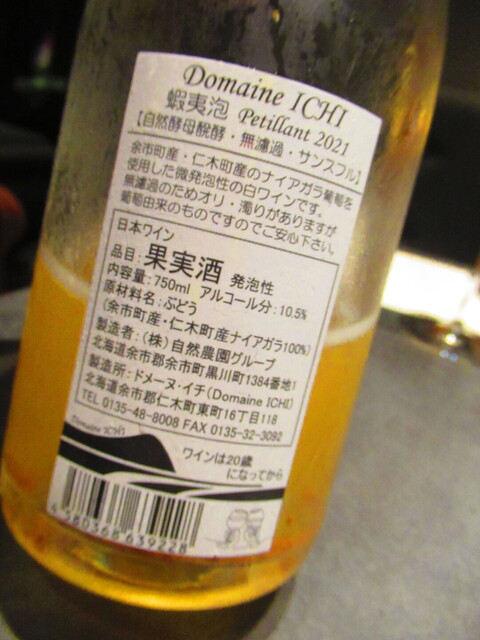 Domaine ICHI
蝦夷泡 Petillant 2021
【自然酵母醗酵・無濾過・サンスフル】
余市町産・仁木町産のナイアガラ葡萄を
使用した微発泡性の白ワインです。
無濾過のためオリ・濁りがありますが
葡萄由来のものですのでご安心下さい。
日本ワイン
品目：果実酒 発泡性
内容量：750ml アルコール分：10.5%
原材料名：ぶどう
(余市町産・仁木町産ナイアガラ100%)
製造者：(株)自然農園グループ
北海道余市郡余市町黒川町1384番地1
製造所：ドメーヌ・イチ(Domaine ICHI)
北海道余市郡仁木町東町16丁目118
TEL 0135-48-8008 FAX 0135-32-3092
Domaine ICHI
ワインは20歳
になってから
4580368639228